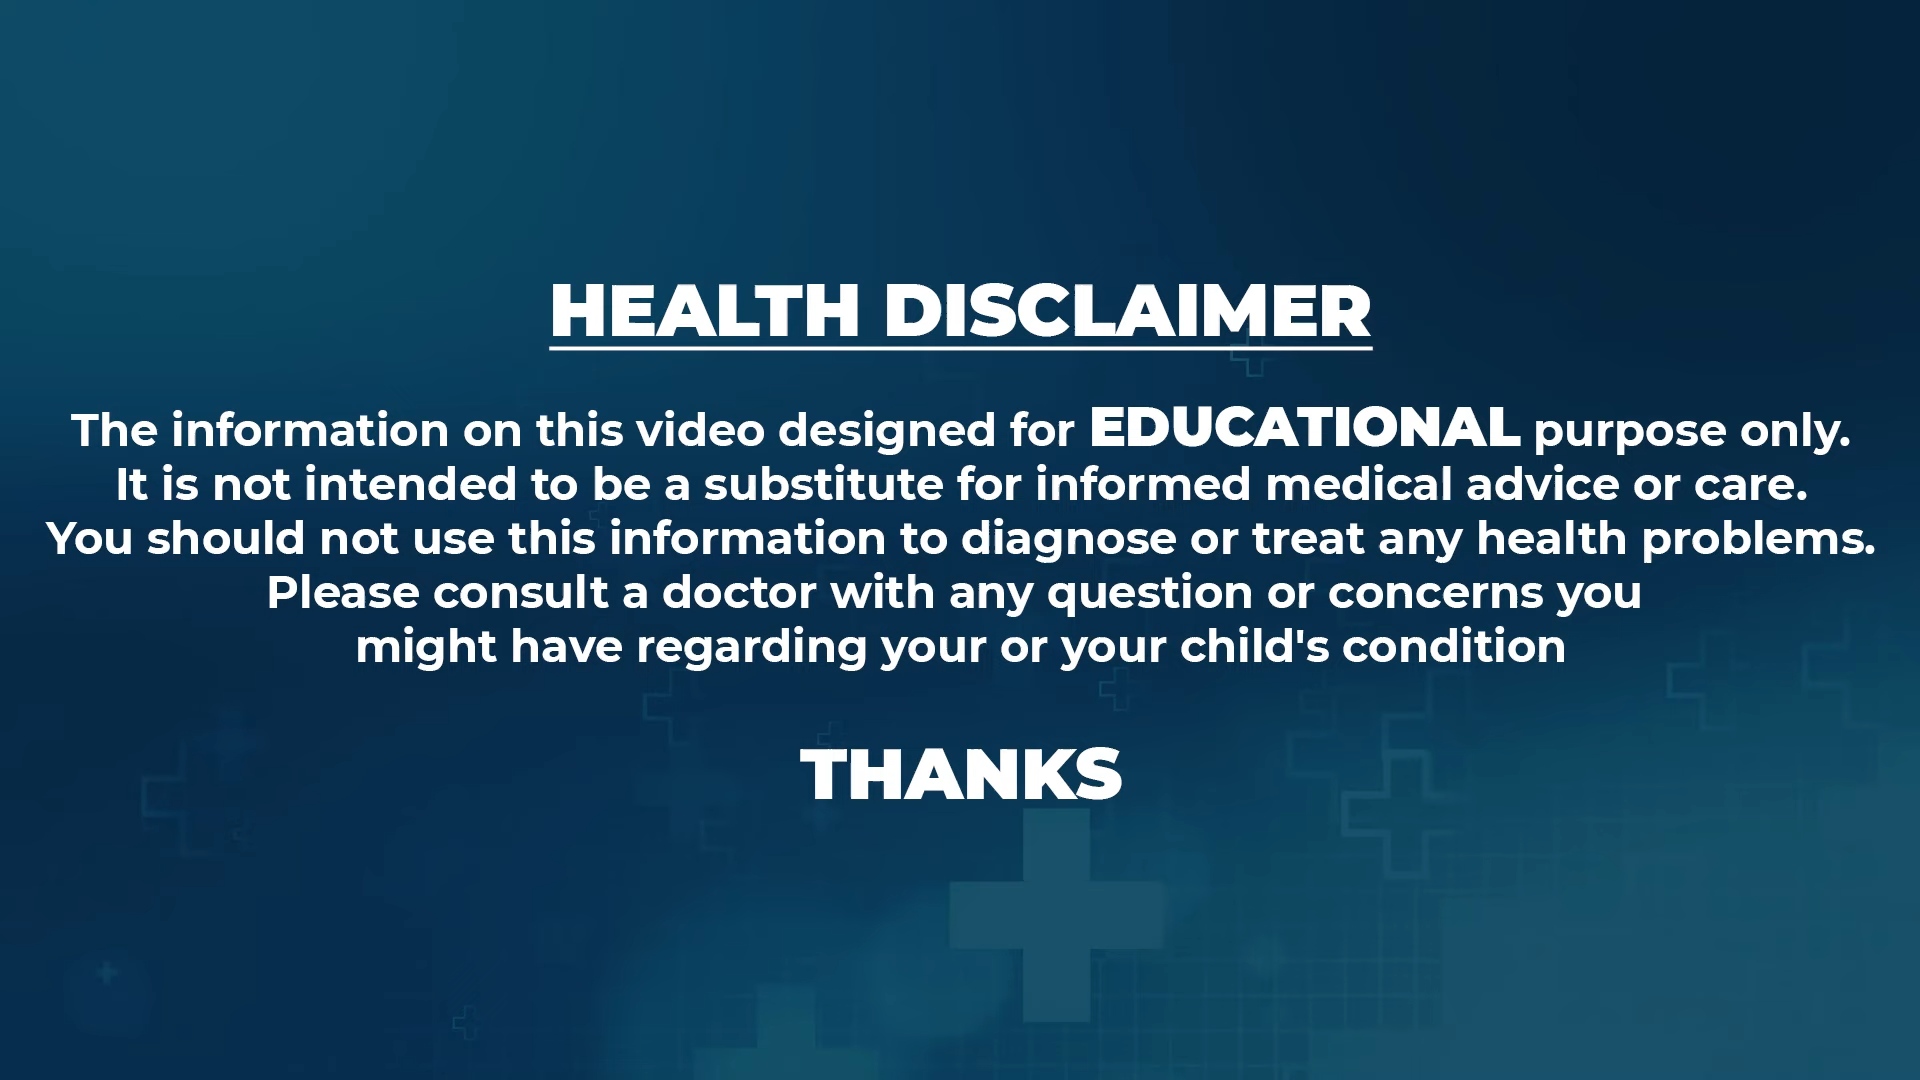 HEALTH DISCLAIMER
The information on this video designed for EDUCATIONAL purpose only.
It is not intended to be a substitute for informed medical advice or care.
You should not use this information to diagnose or treat any health problems.
Please consult a doctor with any question or concerns you
might have regarding your or your child's condition
THANKS